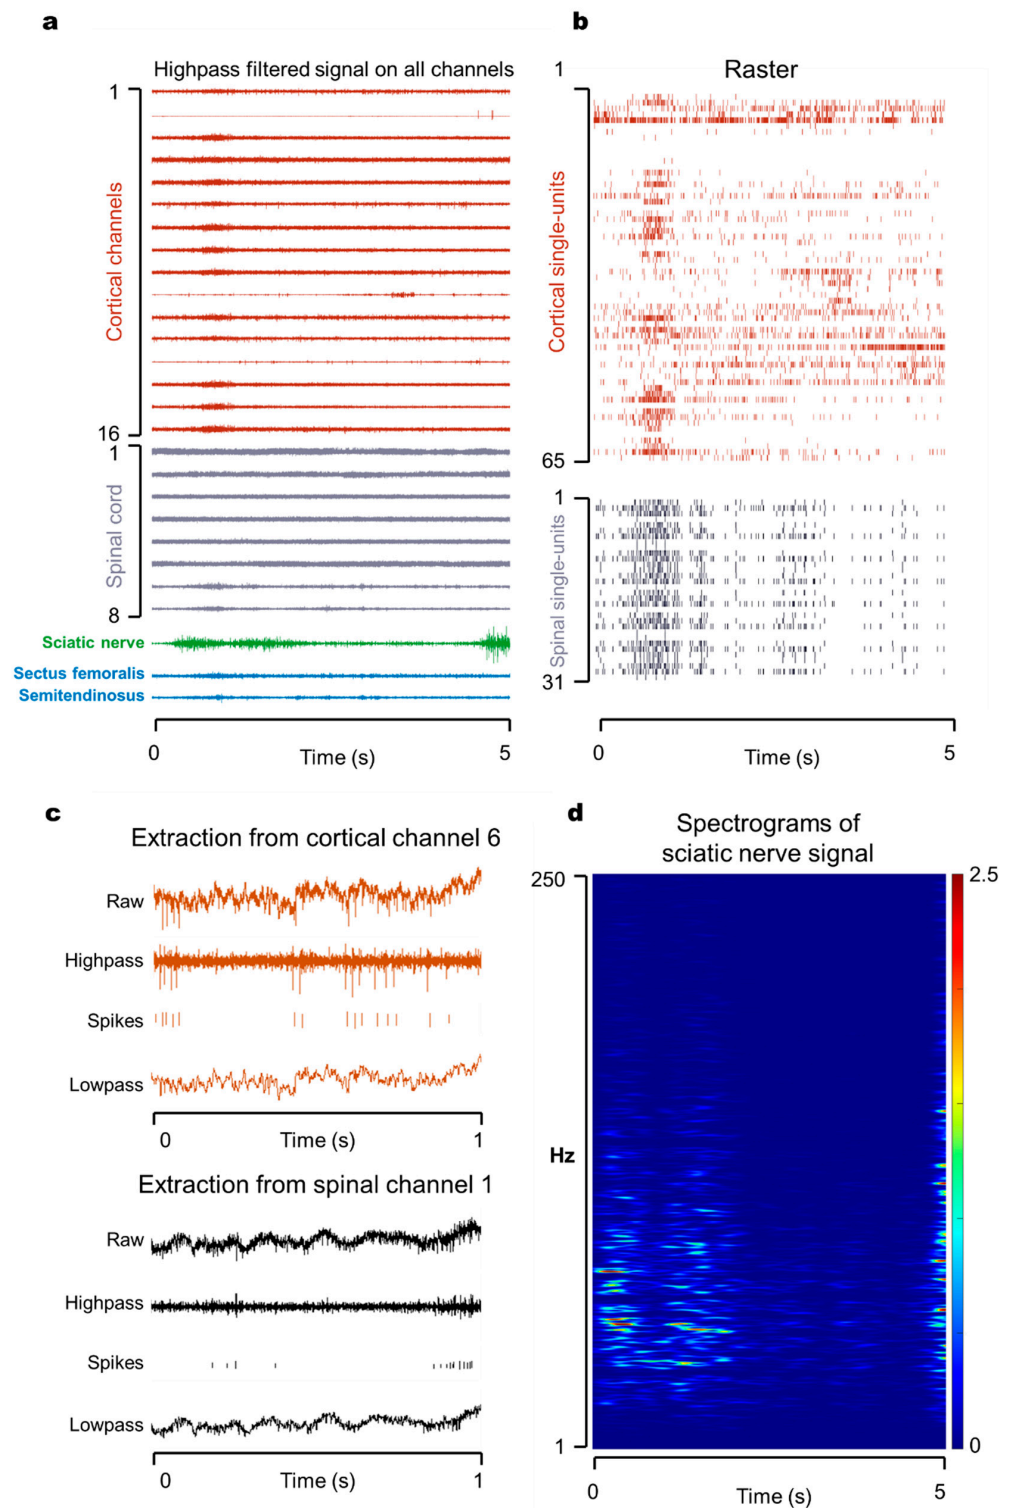 a
Highpass filtered signal on all channels
1
Cortical channels
16
1
Spinal cord
8
Sciatic nerve
Sectus femoralis
Semitendinosus
0
5
Time (s)
b
Raster
1
Cortical single-units
65
1
Spinal single-units
31
0
5
Time (s)
c
Extraction from cortical channel 6
Raw
Highpass
Spikes
Lowpass
0
Time (s)
1
Extraction from spinal channel 1
Raw
Highpass
Spikes
Lowpass
0
Time (s)
1
d
Spectrograms of
sciatic nerve signal
250
2.5
Hz
1
0
0
5
Time (s)